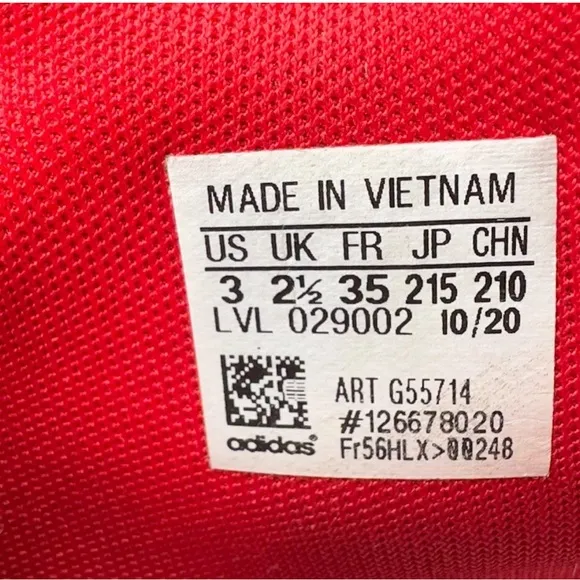 MADE IN VIETNAM
US UK FR JP CHN
3 2½ 35 215 210
LVL 029002 10/20
ART G55714
#126678020
adidas® Fr56HLX>00248